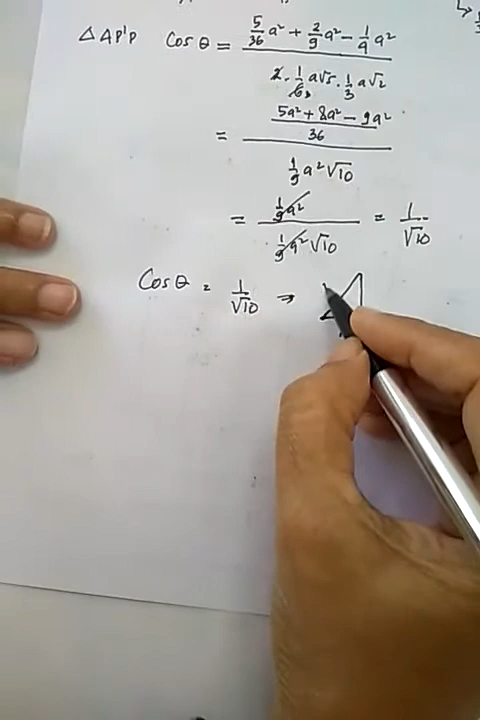 △AP'P Cos θ = (5/36 a² + 2/9 a² - 1/4 a²) / (2 · 1/6 a√5 · 1/3 a√2)
= ((5a² + 8a² - 9a²)/36) / (1/9 a²√10)
= (1/9 a²) / (1/9 a² √10) = 1/√10
Cos θ = 1/√10 →